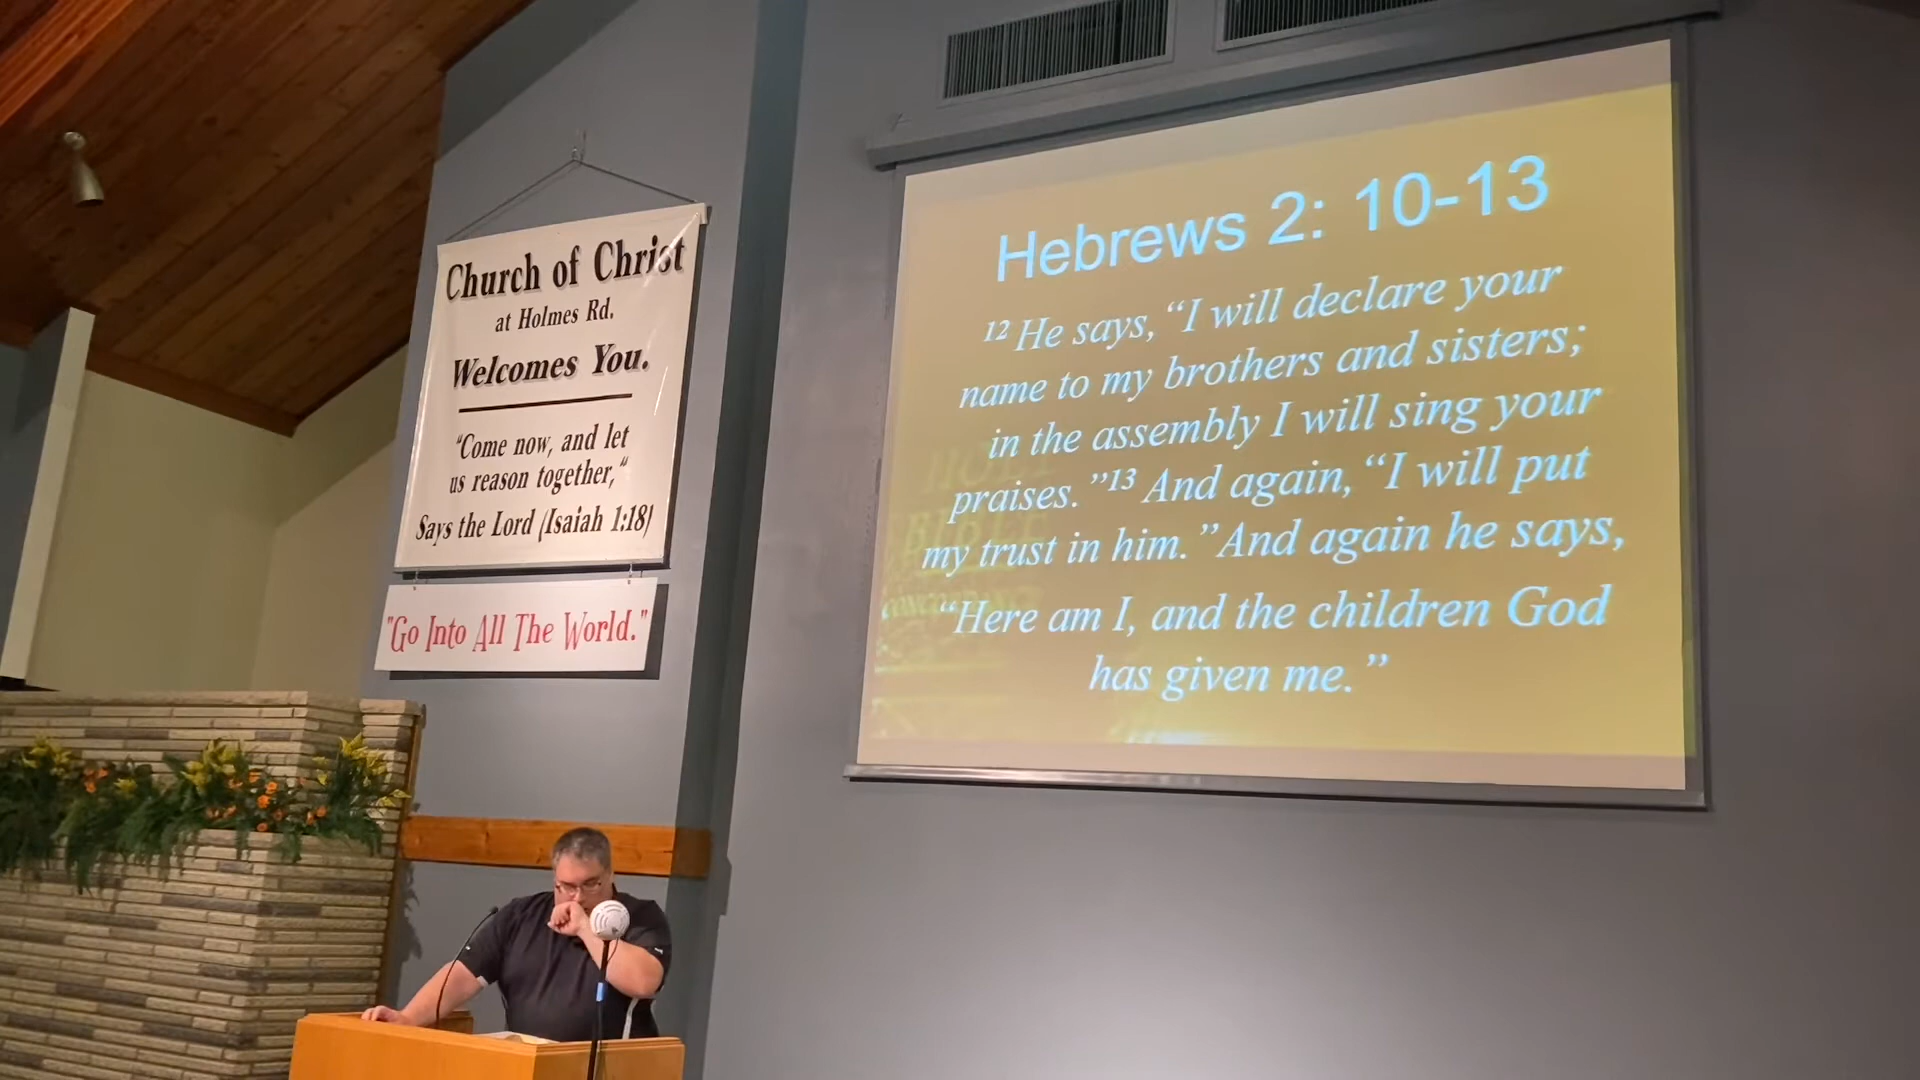 Church of Christ
at Holmes Rd.
Welcomes You.
"Come now, and let
us reason together,"
Says the Lord (Isaiah 1:18)
"Go Into All The World."
Hebrews 2: 10-13
¹² He says, “I will declare your
name to my brothers and sisters;
in the assembly I will sing your
praises.”¹³ And again, “I will put
my trust in him.”And again he says,
“Here am I, and the children God
has given me.”
HOLY
BIBLE
CONCORDANCE